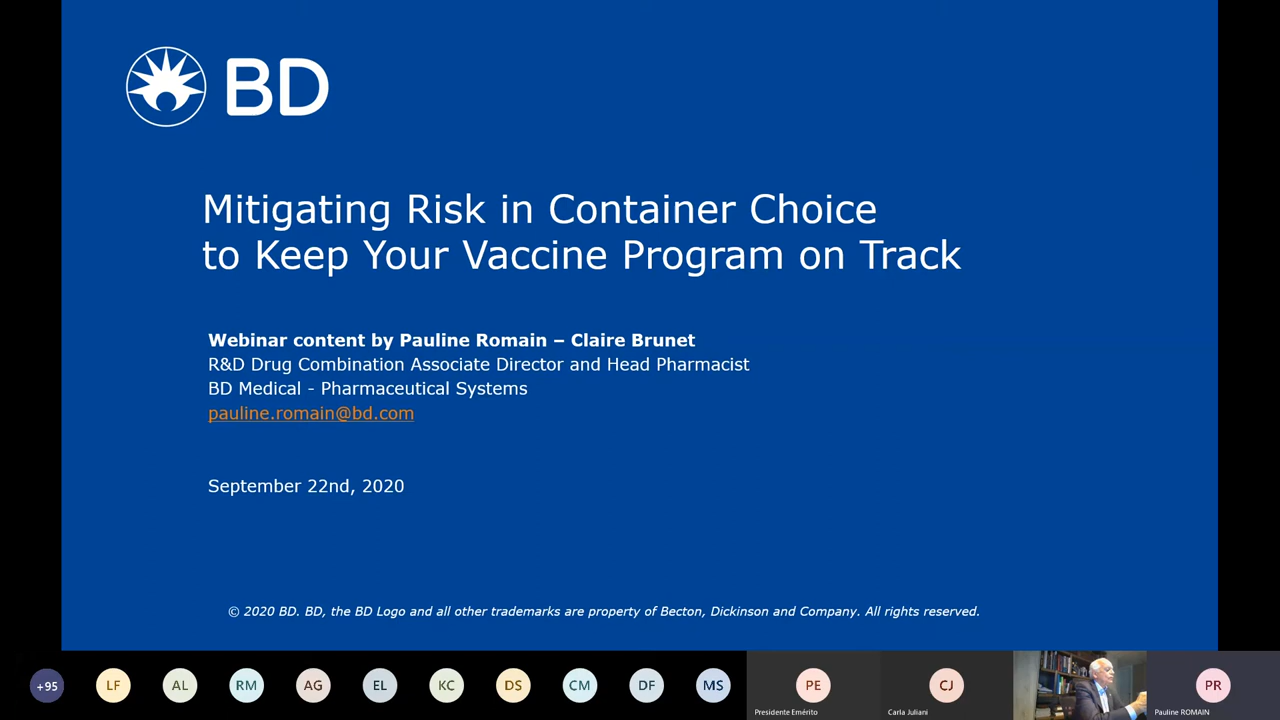 BD
Mitigating Risk in Container Choice
to Keep Your Vaccine Program on Track
Webinar content by Pauline Romain – Claire Brunet
R&D Drug Combination Associate Director and Head Pharmacist
BD Medical - Pharmaceutical Systems
pauline.romain@bd.com
September 22nd, 2020
© 2020 BD. BD, the BD Logo and all other trademarks are property of Becton, Dickinson and Company. All rights reserved.
+95 LF AL RM AG EL KC DS CM DF MS PE CJ PR
Presidente Emérito Carla Juliani Pauline ROMAIN